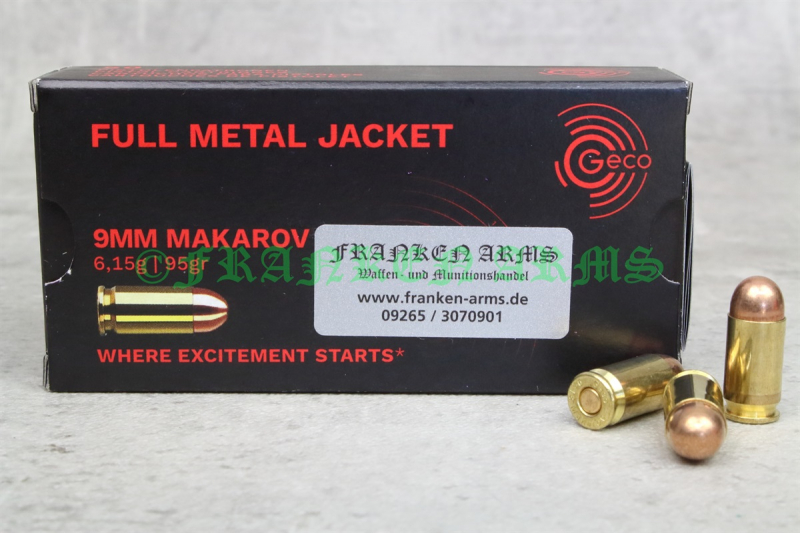 FULL METAL JACKET
Geco
9MM MAKAROV
6,15g | 95gr
©FRANKEN ARMS
FRANKEN ARMS
Waffen- und Munitionshandel
www.franken-arms.de
09265 / 3070901
WHERE EXCITEMENT STARTS*